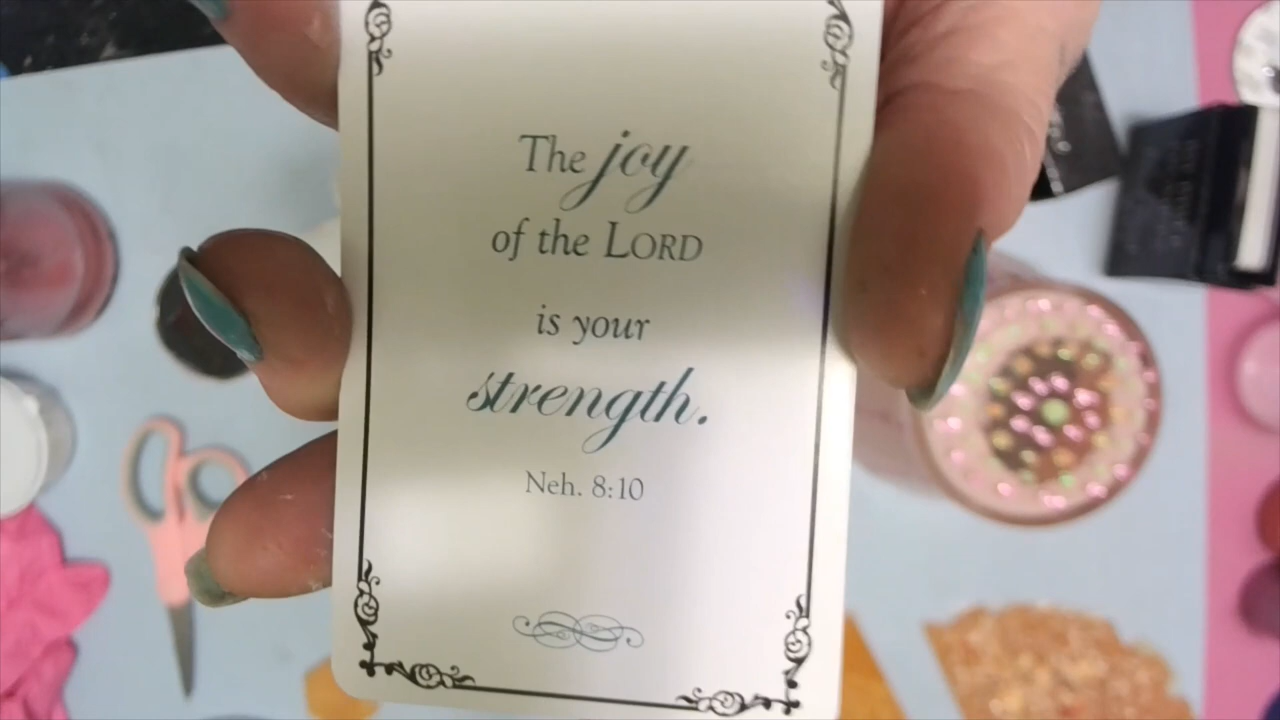 The joy
of the LORD
is your
strength.
Neh. 8:10